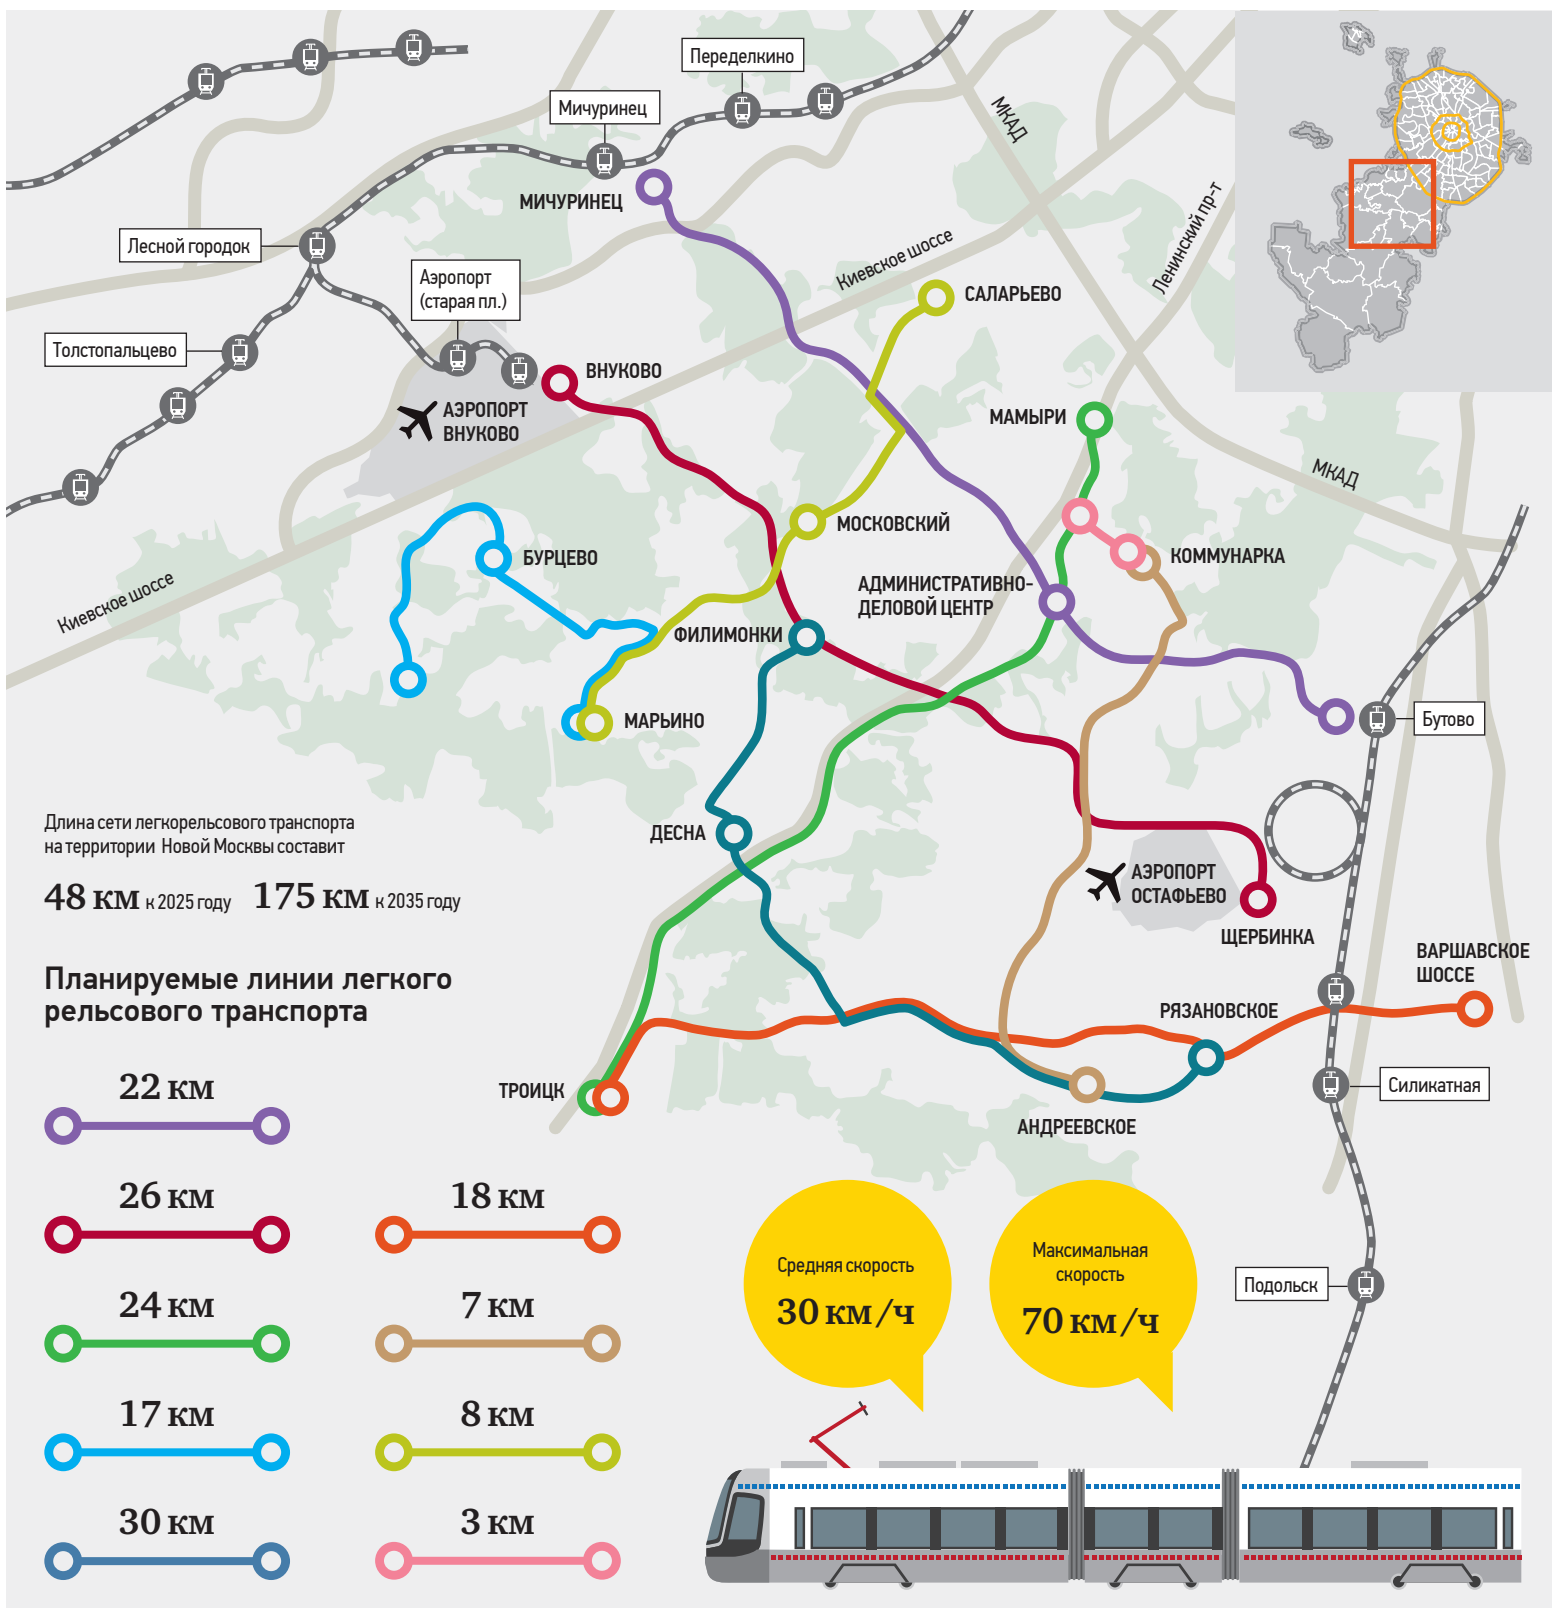 Переделкино
Мичуринец
МИЧУРИНЕЦ
МКАД
Ленинский пр-т
Киевское шоссе
Лесной городок
Аэропорт
(старая пл.)
САЛАРЬЕВО
Толстопальцево
ВНУКОВО
АЭРОПОРТ
ВНУКОВО
МАМЫРИ
МКАД
МОСКОВСКИЙ
БУРЦЕВО
КОММУНАРКА
АДМИНИСТРАТИВНО-
ДЕЛОВОЙ ЦЕНТР
Киевское шоссе
ФИЛИМОНКИ
МАРЬИНО
Бутово
Длина сети легкорельсового транспорта
на территории Новой Москвы составит
48 км к 2025 году 175 км к 2035 году
ДЕСНА
АЭРОПОРТ
ОСТАФЬЕВО
ЩЕРБИНКА
ВАРШАВСКОЕ
ШОССЕ
Планируемые линии легкого
рельсового транспорта
РЯЗАНОВСКОЕ
ТРОИЦК
Силикатная
АНДРЕЕВСКОЕ
22 км
26 км
18 км
24 км
7 км
17 км
8 км
30 км
3 км
Средняя скорость
30 км/ч
Максимальная
скорость
70 км/ч
Подольск